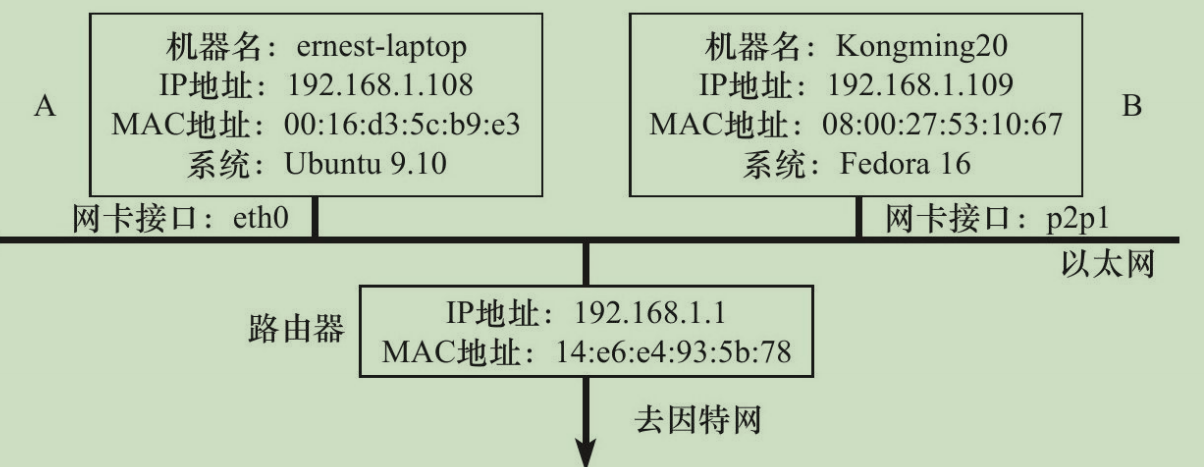 A
机器名：ernest-laptop
IP地址：192.168.1.108
MAC地址：00:16:d3:5c:b9:e3
系统：Ubuntu 9.10
机器名：Kongming20
IP地址：192.168.1.109
MAC地址：08:00:27:53:10:67
系统：Fedora 16
B
网卡接口：eth0
网卡接口：p2p1
以太网
路由器
IP地址：192.168.1.1
MAC地址：14:e6:e4:93:5b:78
去因特网